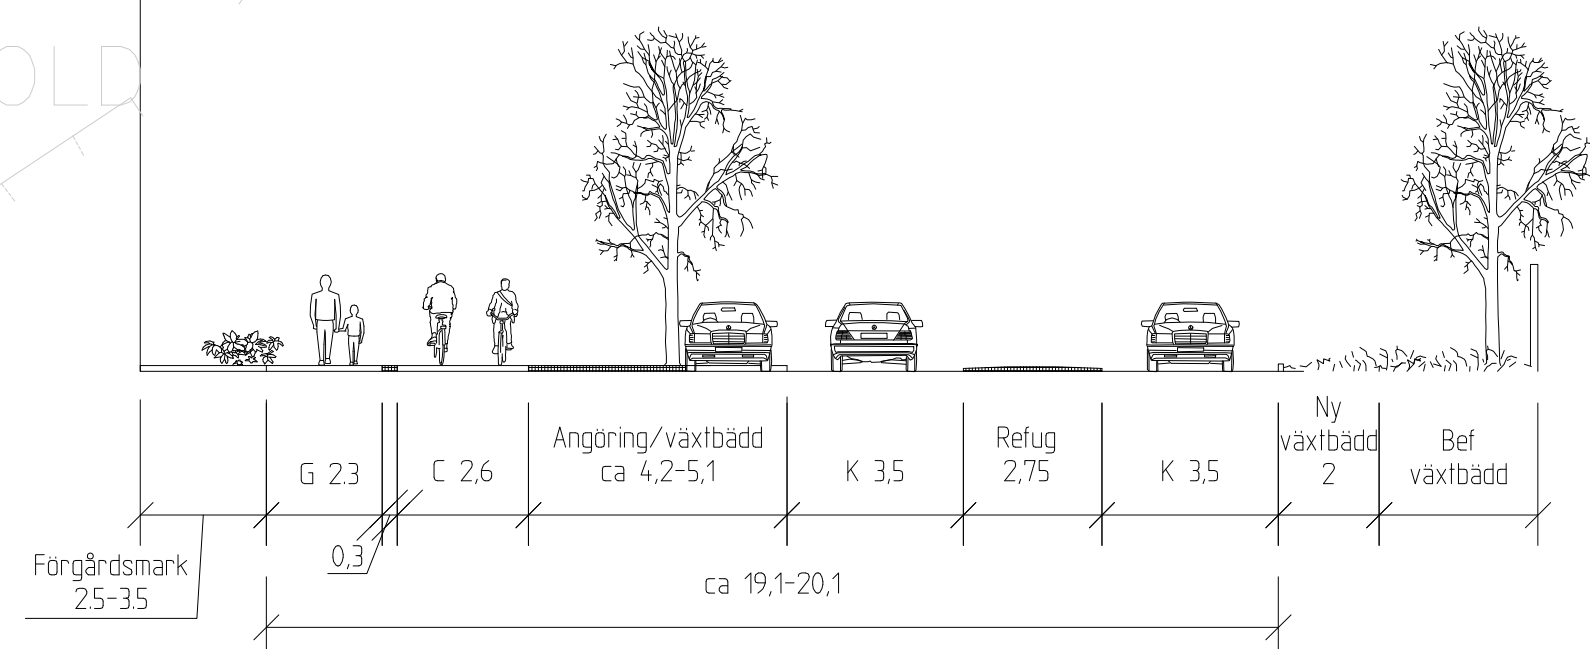 OLD
G 2.3
C 2,6
Angöring/växtbädd
ca 4,2-5,1
K 3,5
Refug
2,75
K 3,5
Ny
växtbädd
2
Bef
växtbädd
0,3
Förgårdsmark
2.5-3.5
ca 19,1-20,1